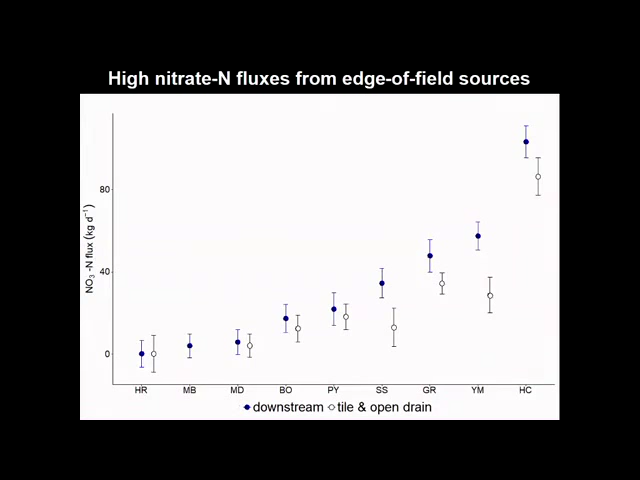 High nitrate-N fluxes from edge-of-field sources
NO₃ -N flux (kg d⁻¹)
80
40
0
HR MB MD BO PY SS GR YM HC
downstream tile & open drain